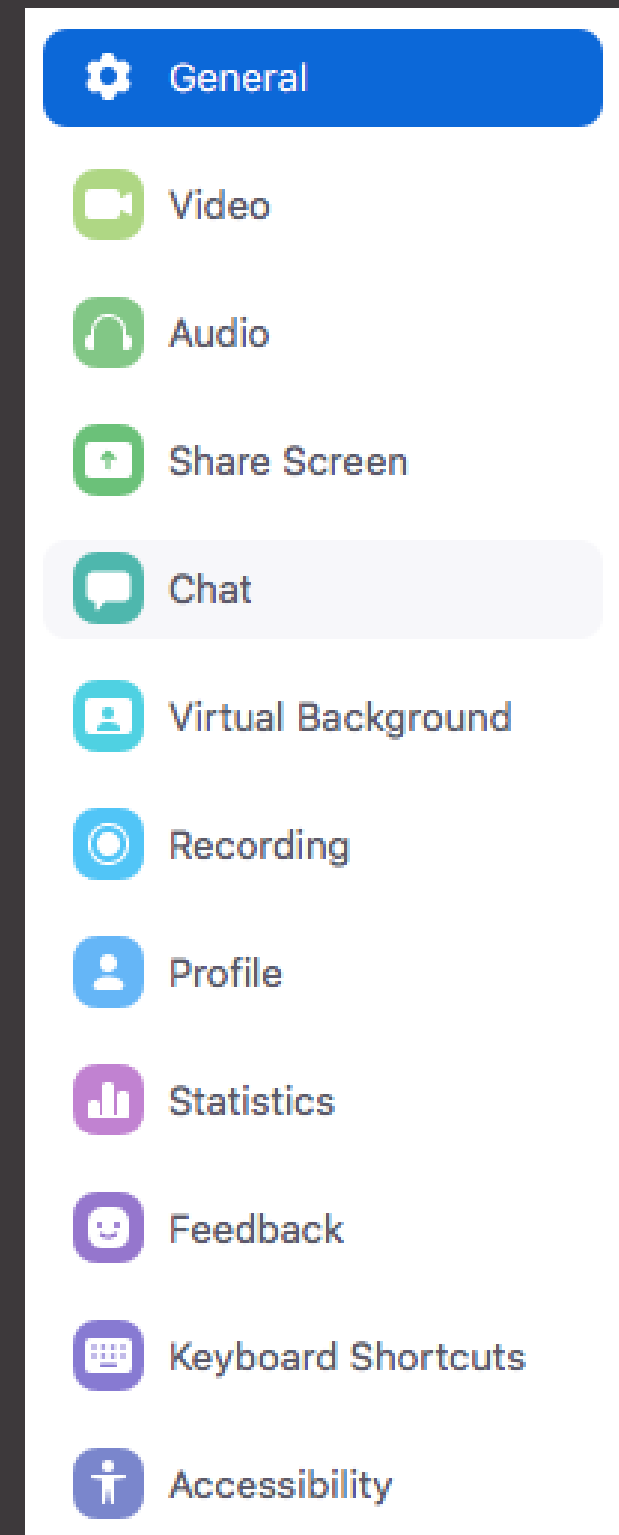 General
Video
Audio
Share Screen
Chat
Virtual Background
Recording
Profile
Statistics
Feedback
Keyboard Shortcuts
Accessibility